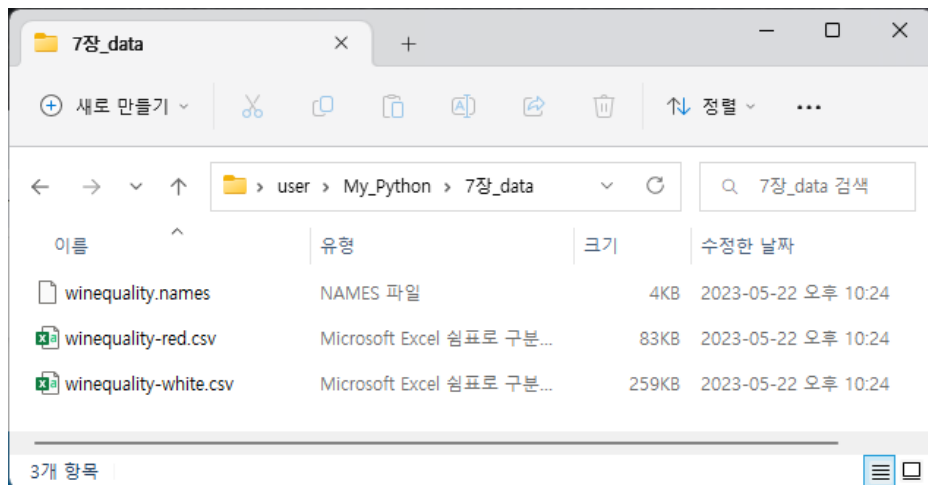 7장_data
새로 만들기
정렬
user > My_Python > 7장_data
7장_data 검색
이름 유형 크기 수정한 날짜
winequality.names NAMES 파일 4KB 2023-05-22 오후 10:24
winequality-red.csv Microsoft Excel 쉼표로 구분... 83KB 2023-05-22 오후 10:24
winequality-white.csv Microsoft Excel 쉼표로 구분... 259KB 2023-05-22 오후 10:24
3개 항목